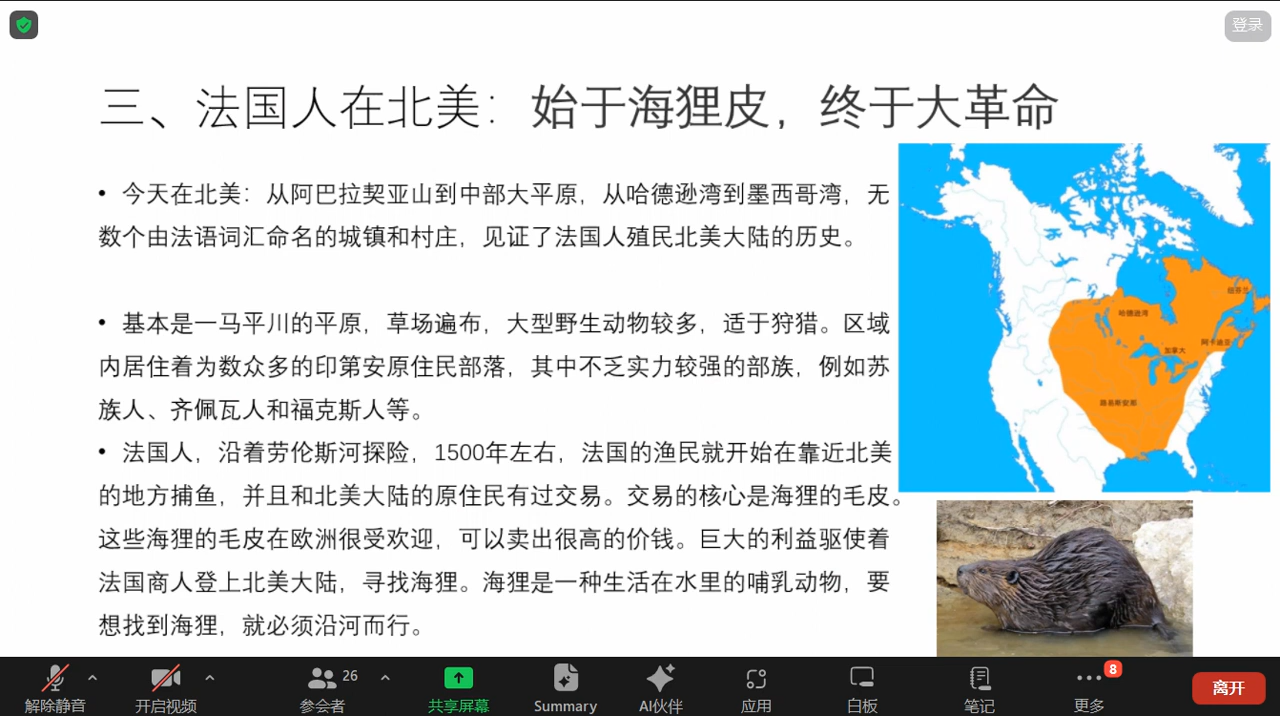 登录
三、法国人在北美：始于海狸皮，终于大革命
• 今天在北美：从阿巴拉契亚山到中部大平原，从哈德逊湾到墨西哥湾，无
数个由法语词汇命名的城镇和村庄，见证了法国人殖民北美大陆的历史。
• 基本是一马平川的平原，草场遍布，大型野生动物较多，适于狩猎。区域
内居住着为数众多的印第安原住民部落，其中不乏实力较强的部族，例如苏
族人、齐佩瓦人和福克斯人等。
• 法国人，沿着劳伦斯河探险，1500年左右，法国的渔民就开始在靠近北美
的地方捕鱼，并且和北美大陆的原住民有过交易。交易的核心是海狸的毛皮。
这些海狸的毛皮在欧洲很受欢迎，可以卖出很高的价钱。巨大的利益驱使着
法国商人登上北美大陆，寻找海狸。海狸是一种生活在水里的哺乳动物，要
想找到海狸，就必须沿河而行。
纽芬兰
哈德逊湾
阿卡迪亚
加拿大
路易斯安那
26
8
解除静音
开启视频
参会者
共享屏幕
Summary
AI伙伴
应用
白板
笔记
更多
离开